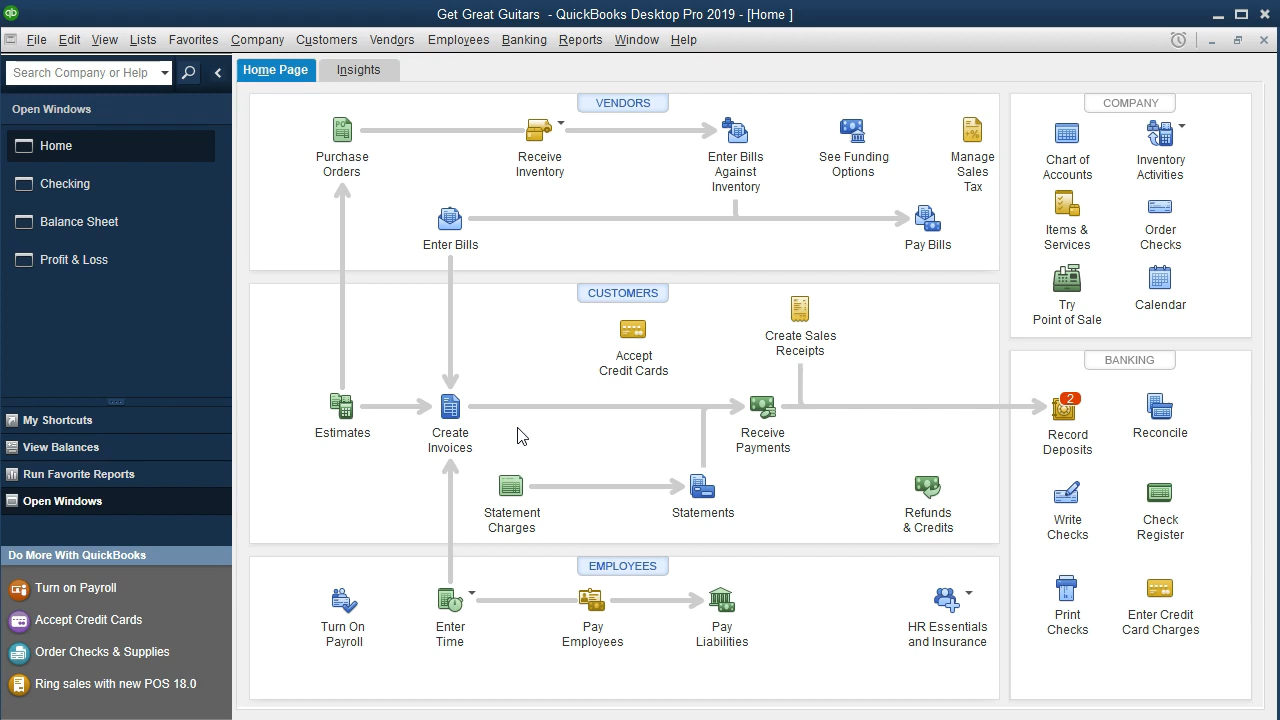 qb
Get Great Guitars - QuickBooks Desktop Pro 2019 - [Home ]
File Edit View Lists Favorites Company Customers Vendors Employees Banking Reports Window Help
Search Company or Help
Open Windows
Home
Checking
Balance Sheet
Profit & Loss
My Shortcuts
View Balances
Run Favorite Reports
Open Windows
Do More With QuickBooks
Turn on Payroll
Accept Credit Cards
Order Checks & Supplies
Ring sales with new POS 18.0
Home Page
Insights
VENDORS
PO
Purchase
Orders
Receive
Inventory
Enter Bills
Against
Inventory
See Funding
Options
Manage
Sales
Tax
Enter Bills
Pay Bills
CUSTOMERS
Accept
Credit Cards
Create Sales
Receipts
Estimates
Create
Invoices
Receive
Payments
Statement
Charges
Statements
Refunds
& Credits
EMPLOYEES
Turn On
Payroll
Enter
Time
Pay
Employees
Pay
Liabilities
HR Essentials
and Insurance
COMPANY
Chart of
Accounts
Inventory
Activities
Items &
Services
Order
Checks
Try
Point of Sale
Calendar
BANKING
2
Record
Deposits
Reconcile
Write
Checks
Check
Register
Print
Checks
Enter Credit
Card Charges